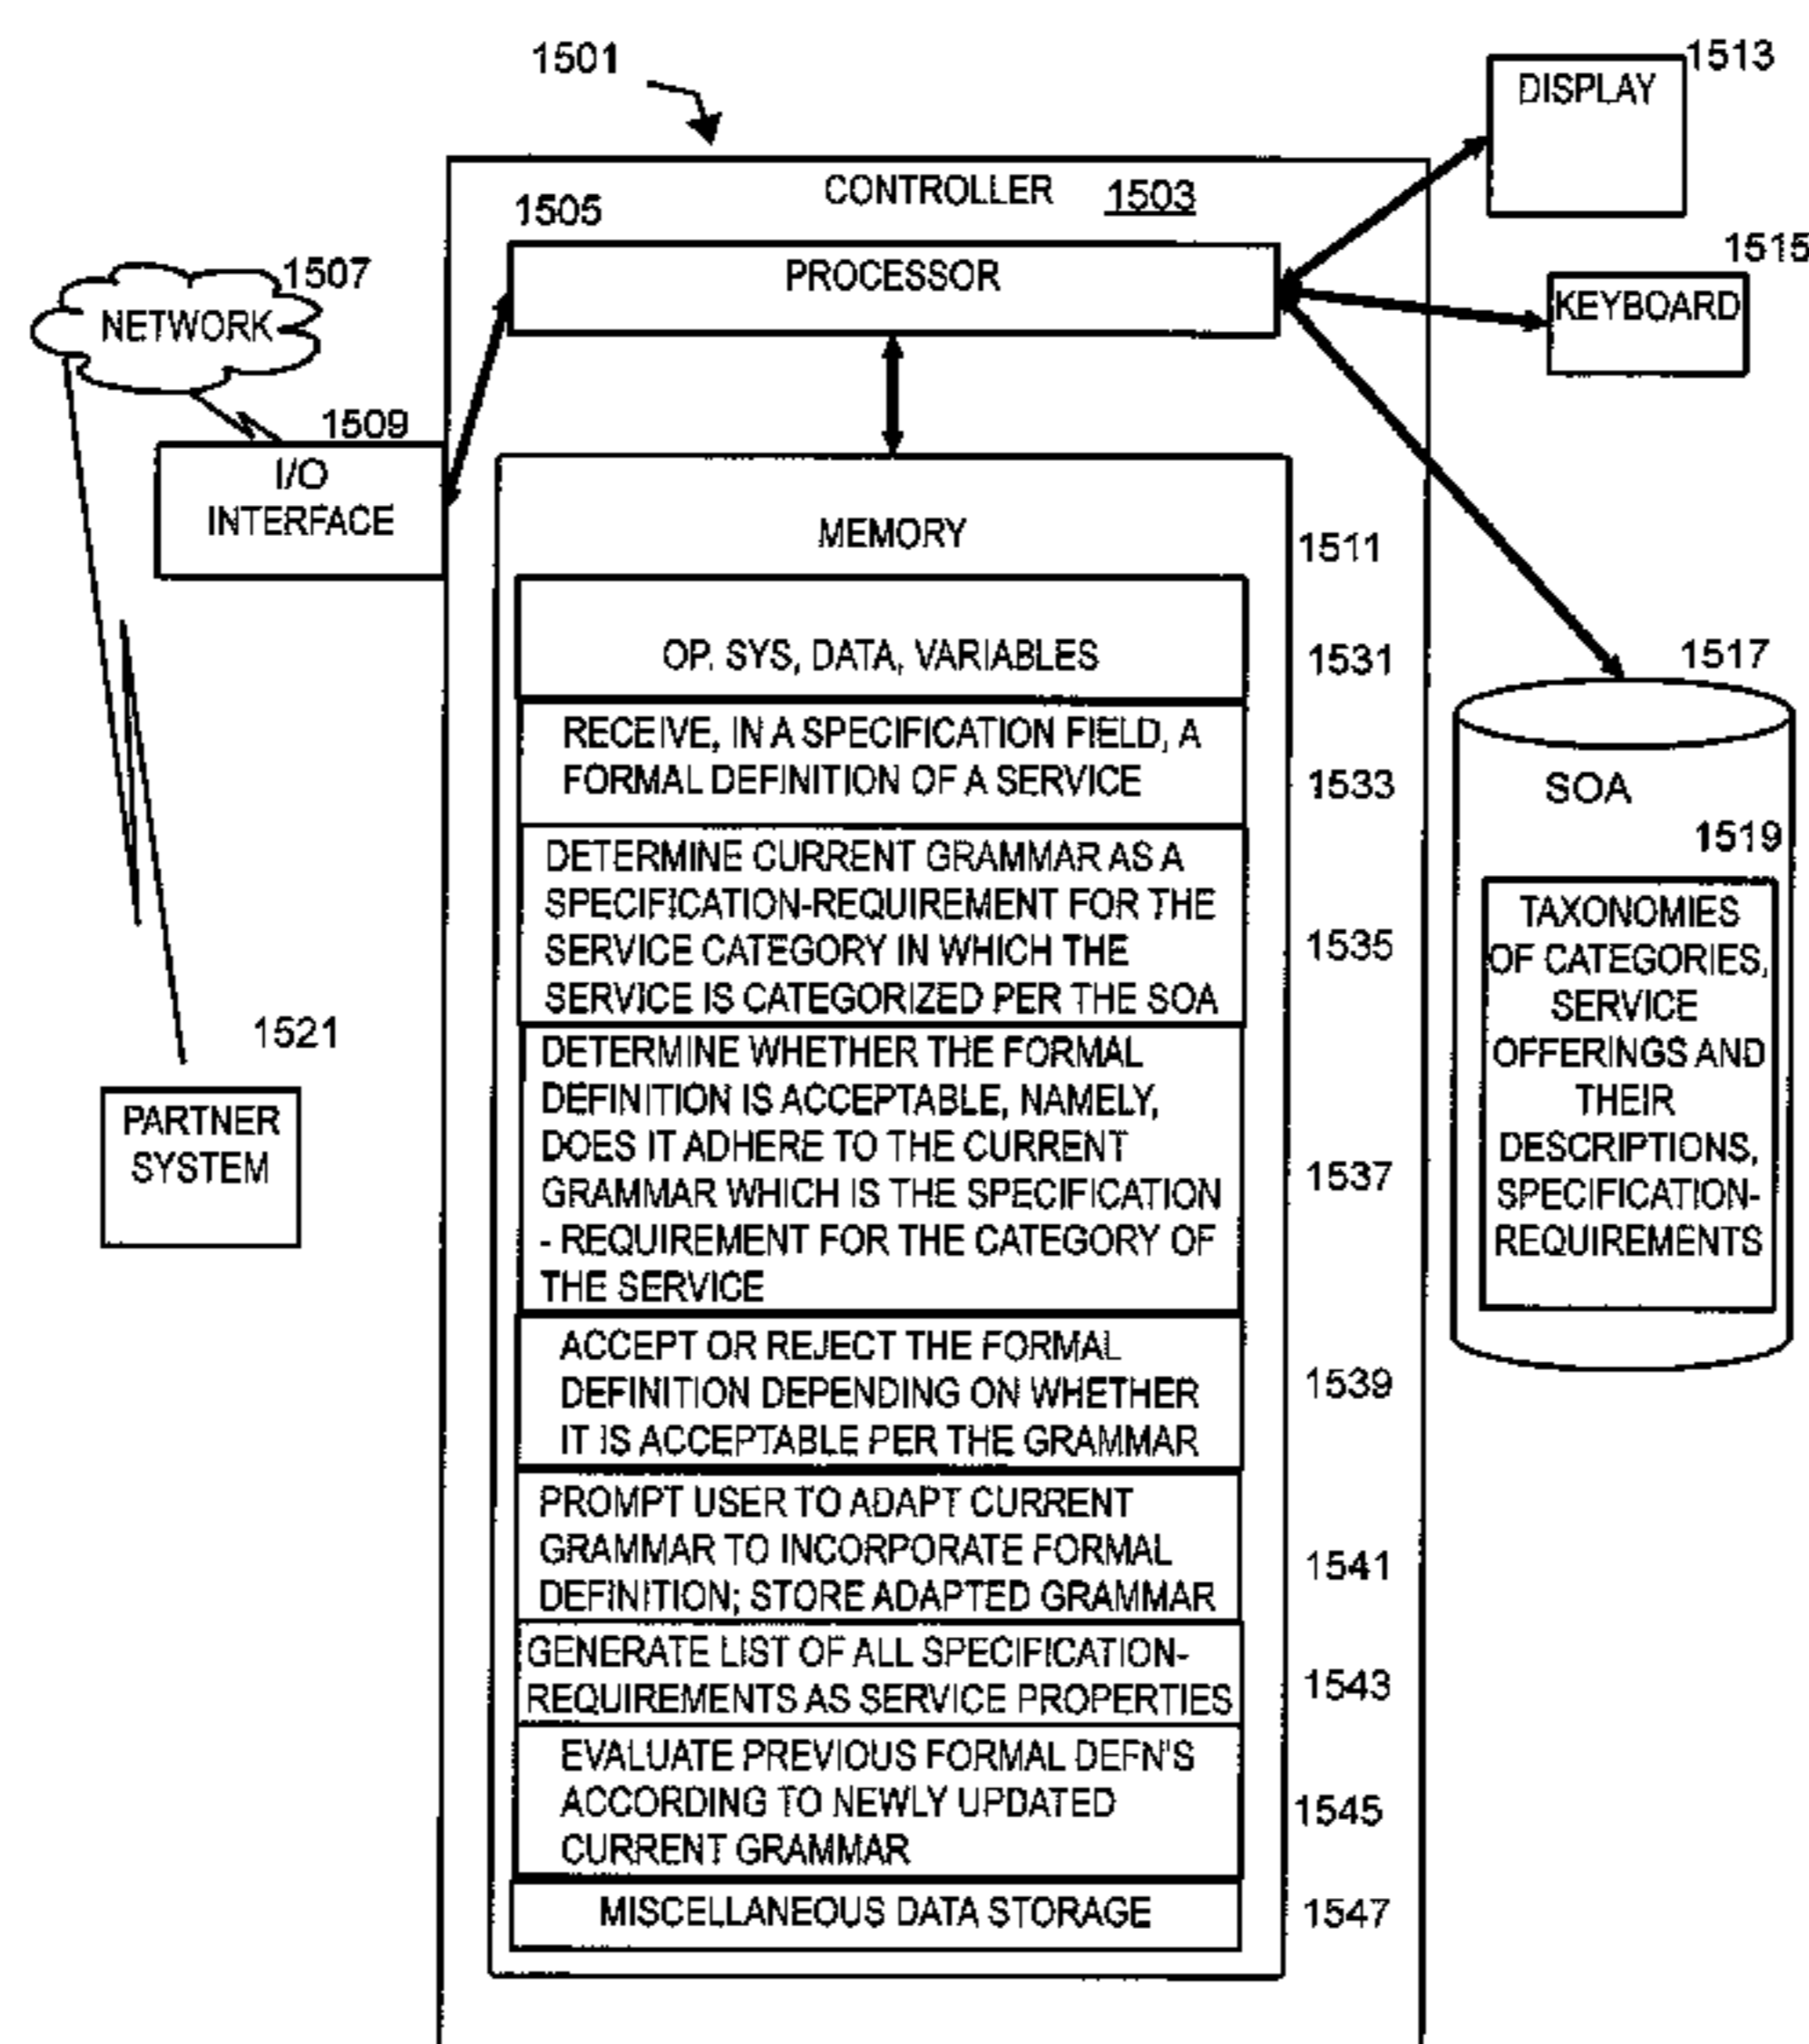 1501
1513
DISPLAY
CONTROLLER 1503
1505
PROCESSOR
1515
KEYBOARD
1507
NETWORK
1509
I/O
INTERFACE
MEMORY
1511
OP. SYS, DATA, VARIABLES
1531
RECEIVE, IN A SPECIFICATION FIELD, A
FORMAL DEFINITION OF A SERVICE
1533
DETERMINE CURRENT GRAMMAR AS A
SPECIFICATION-REQUIREMENT FOR THE
SERVICE CATEGORY IN WHICH THE
SERVICE IS CATEGORIZED PER THE SOA
1535
DETERMINE WHETHER THE FORMAL
DEFINITION IS ACCEPTABLE, NAMELY,
DOES IT ADHERE TO THE CURRENT
GRAMMAR WHICH IS THE SPECIFICATION
- REQUIREMENT FOR THE CATEGORY OF
THE SERVICE
1537
ACCEPT OR REJECT THE FORMAL
DEFINITION DEPENDING ON WHETHER
IT IS ACCEPTABLE PER THE GRAMMAR
1539
PROMPT USER TO ADAPT CURRENT
GRAMMAR TO INCORPORATE FORMAL
DEFINITION; STORE ADAPTED GRAMMAR
1541
GENERATE LIST OF ALL SPECIFICATION-
REQUIREMENTS AS SERVICE PROPERTIES
1543
EVALUATE PREVIOUS FORMAL DEFN'S
ACCORDING TO NEWLY UPDATED
CURRENT GRAMMAR
1545
MISCELLANEOUS DATA STORAGE
1547
1517
SOA
1519
TAXONOMIES
OF CATEGORIES,
SERVICE
OFFERINGS AND
THEIR
DESCRIPTIONS,
SPECIFICATION-
REQUIREMENTS
1521
PARTNER
SYSTEM